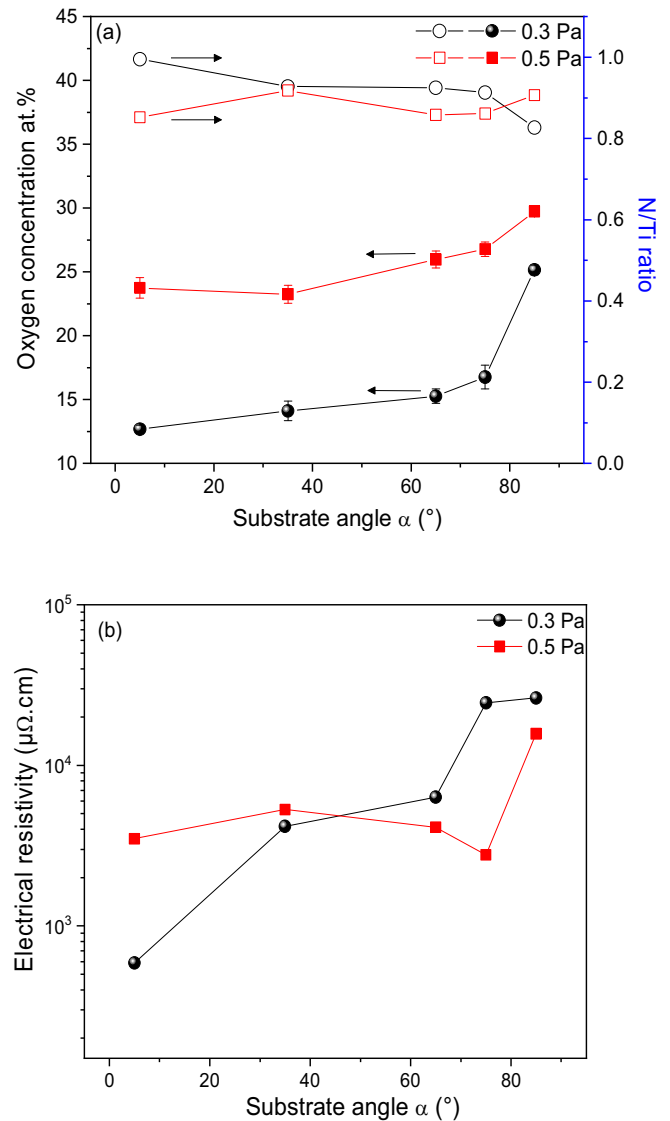 (a)
0.3 Pa
0.5 Pa
45
40
35
30
25
20
15
10
Oxygen concentration at.%
1.0
0.8
0.6
0.4
0.2
0.0
N/Ti ratio
0 20 40 60 80
Substrate angle α (°)
(b)
0.3 Pa
0.5 Pa
10^5
10^4
10^3
Electrical resistivity (μΩ.cm)
0 20 40 60 80
Substrate angle α (°)